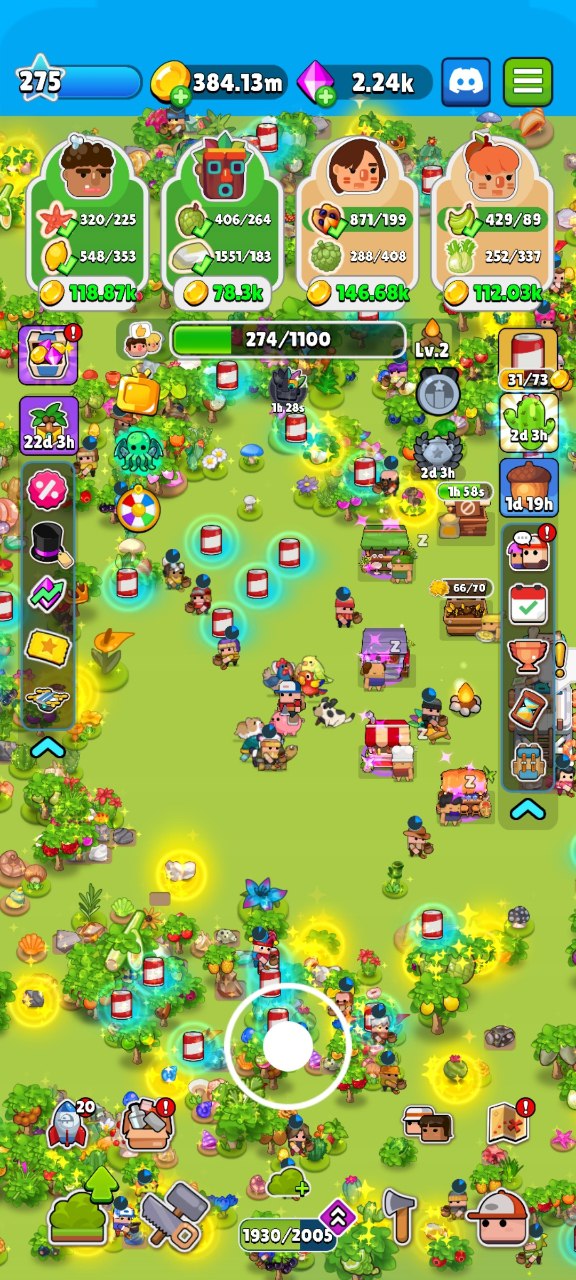 275
384.13m
2.24k
320/225
548/353
118.87k
406/264
1551/183
78.3k
871/199
288/408
146.68k
429/89
252/337
112.03k
274/1100
Lv.2
31/73
1h 28s
22d 3h
2d 3h
2d 3h
1d 19h
1h 58s
z
66/70
z
z
z
20
1930/2005